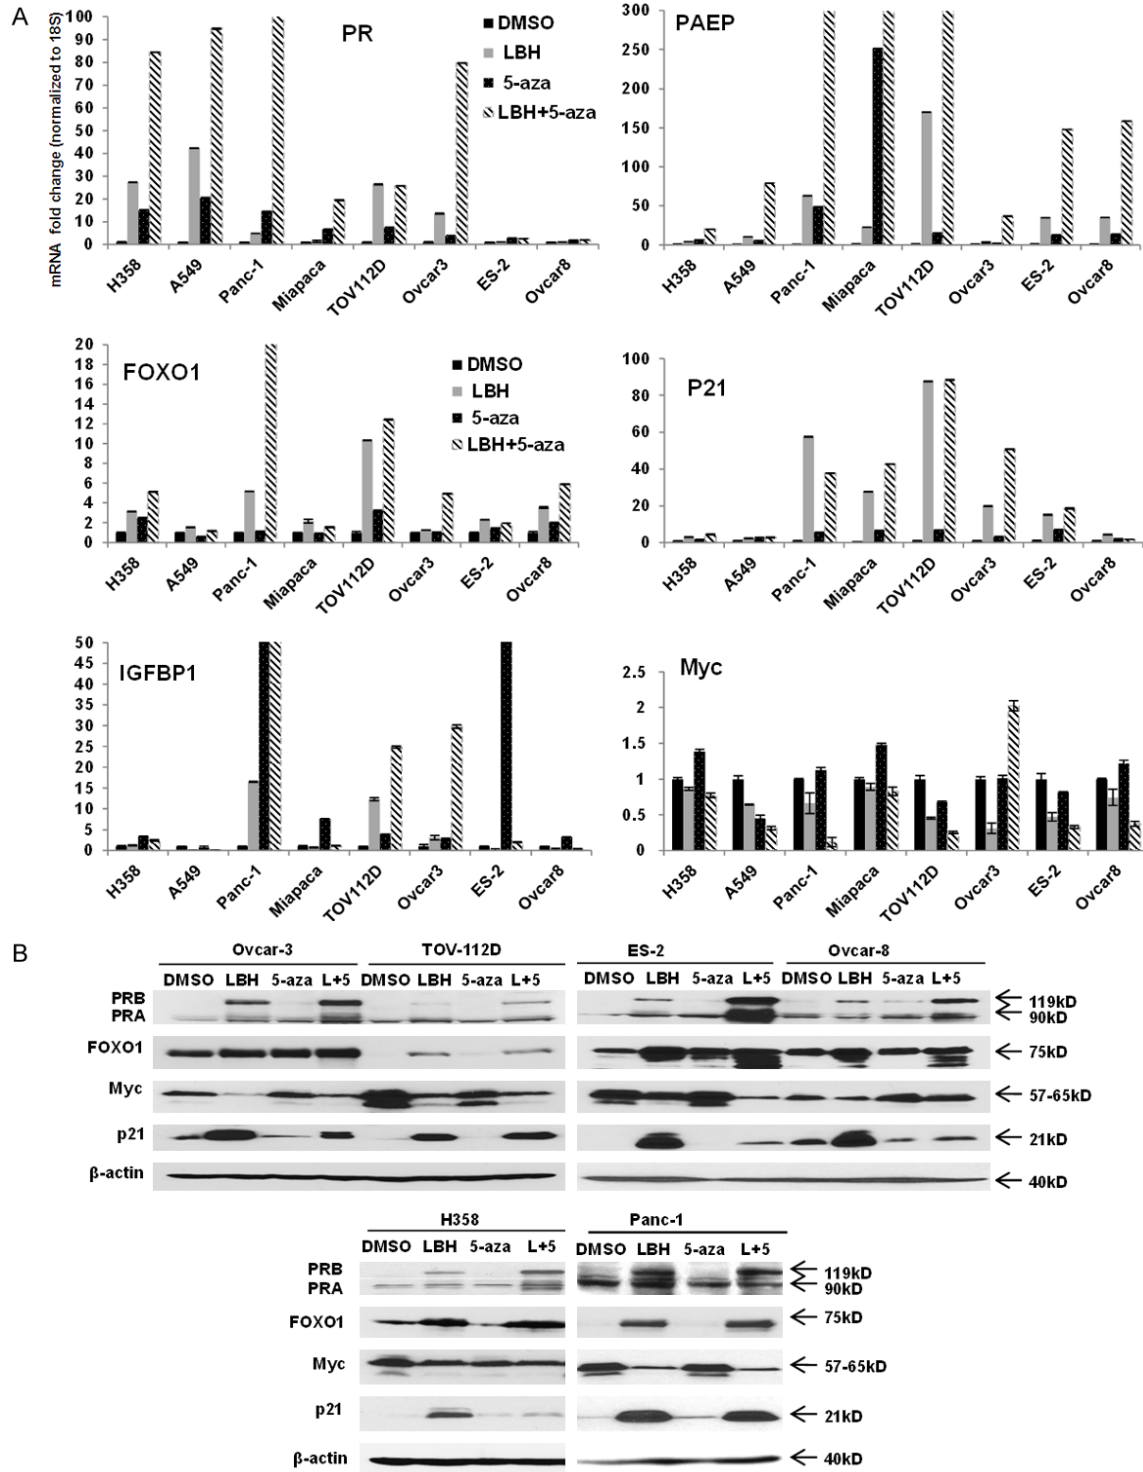 A
mRNA fold change (normalized to 18S)
PR
DMSO
LBH
5-aza
LBH+5-aza
100
90
80
70
60
50
40
30
20
10
0
H358 A549 Panc-1 Miapaca TOV112D Ovcar3 ES-2 Ovcar8
PAEP
300
250
200
150
100
50
0
H358 A549 Panc-1 Miapaca TOV112D Ovcar3 ES-2 Ovcar8
FOXO1
DMSO
LBH
5-aza
LBH+5-aza
20
18
16
14
12
10
8
6
4
2
0
H358 A549 Panc-1 Miapaca TOV112D Ovcar3 ES-2 Ovcar8
P21
100
80
60
40
20
0
H358 A549 Panc-1 Miapaca TOV112D Ovcar3 ES-2 Ovcar8
IGFBP1
50
45
40
35
30
25
20
15
10
5
0
H358 A549 Panc-1 Miapaca TOV112D Ovcar3 ES-2 Ovcar8
Myc
2.5
2
1.5
1
0.5
0
H358 A549 Panc-1 Miapaca TOV112D Ovcar3 ES-2 Ovcar8
B
Ovcar-3 TOV-112D ES-2 Ovcar-8
DMSO LBH 5-aza L+5 DMSO LBH 5-aza L+5 DMSO LBH 5-aza L+5 DMSO LBH 5-aza L+5
PRB 119kD
PRA 90kD
FOXO1 75kD
Myc 57-65kD
p21 21kD
β-actin 40kD
H358 Panc-1
DMSO LBH 5-aza L+5 DMSO LBH 5-aza L+5
PRB 119kD
PRA 90kD
FOXO1 75kD
Myc 57-65kD
p21 21kD
β-actin 40kD